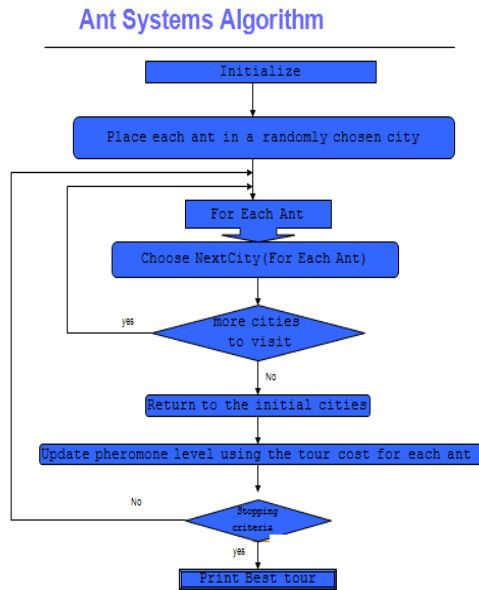 Ant Systems Algorithm
Initialize
Place each ant in a randomly chosen city
For Each Ant
Choose NextCity(For Each Ant)
more cities
to visit
yes
No
Return to the initial cities
Update pheromone level using the tour cost for each ant
No
Stopping
criteria
yes
Print Best tour